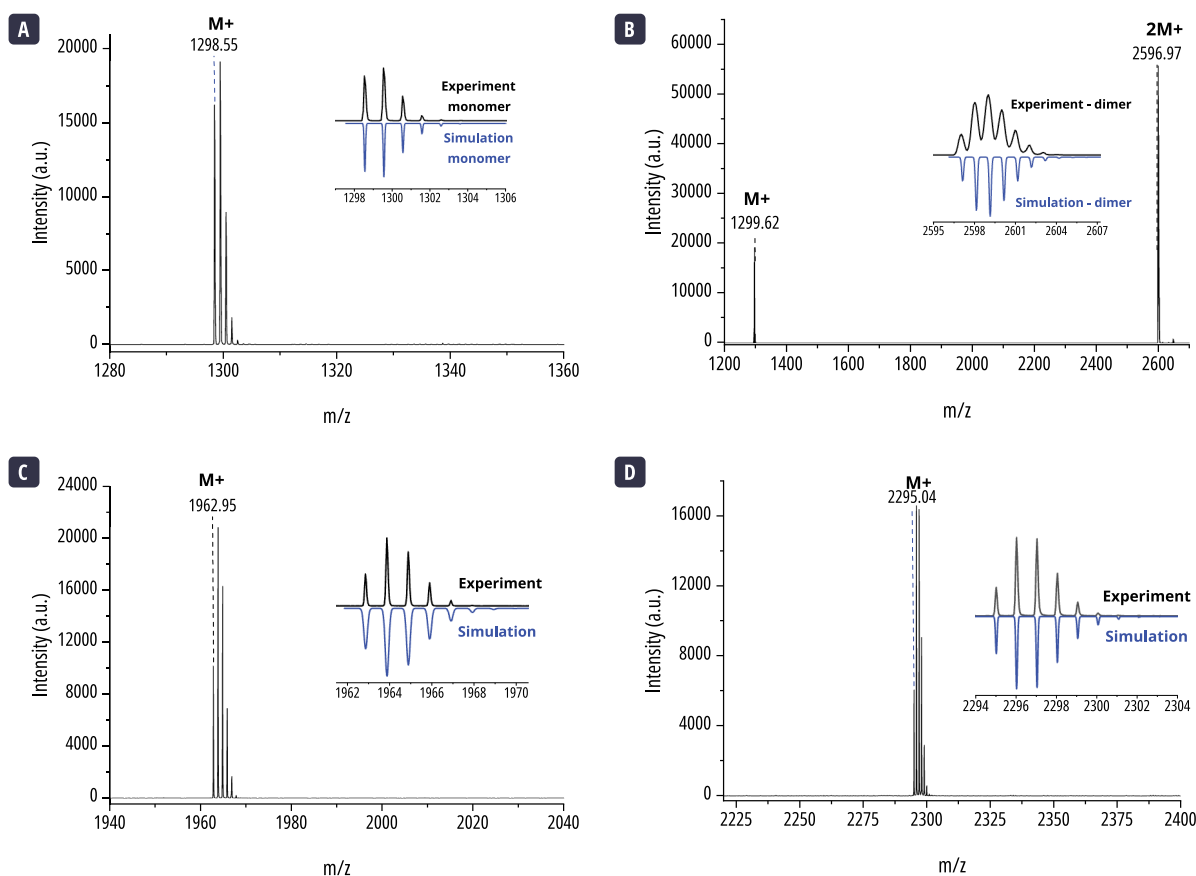 A
M+
1298.55
20000
15000
10000
5000
0
Intensity (a.u.)
Experiment
monomer
Simulation
monomer
1298 1300 1302 1304 1306
1280 1300 1320 1340 1360
m/z
B
2M+
2596.97
60000
50000
40000
30000
20000
10000
0
Intensity (a.u.)
M+
1299.62
Experiment - dimer
Simulation - dimer
2595 2598 2601 2604 2607
1200 1400 1600 1800 2000 2200 2400 2600
m/z
C
M+
1962.95
24000
20000
16000
12000
8000
4000
0
Intensity (a.u.)
Experiment
Simulation
1962 1964 1966 1968 1970
1940 1960 1980 2000 2020 2040
m/z
D
M+
2295.04
16000
12000
8000
4000
0
Intensity (a.u.)
Experiment
Simulation
2294 2296 2298 2300 2302 2304
2225 2250 2275 2300 2325 2350 2375 2400
m/z